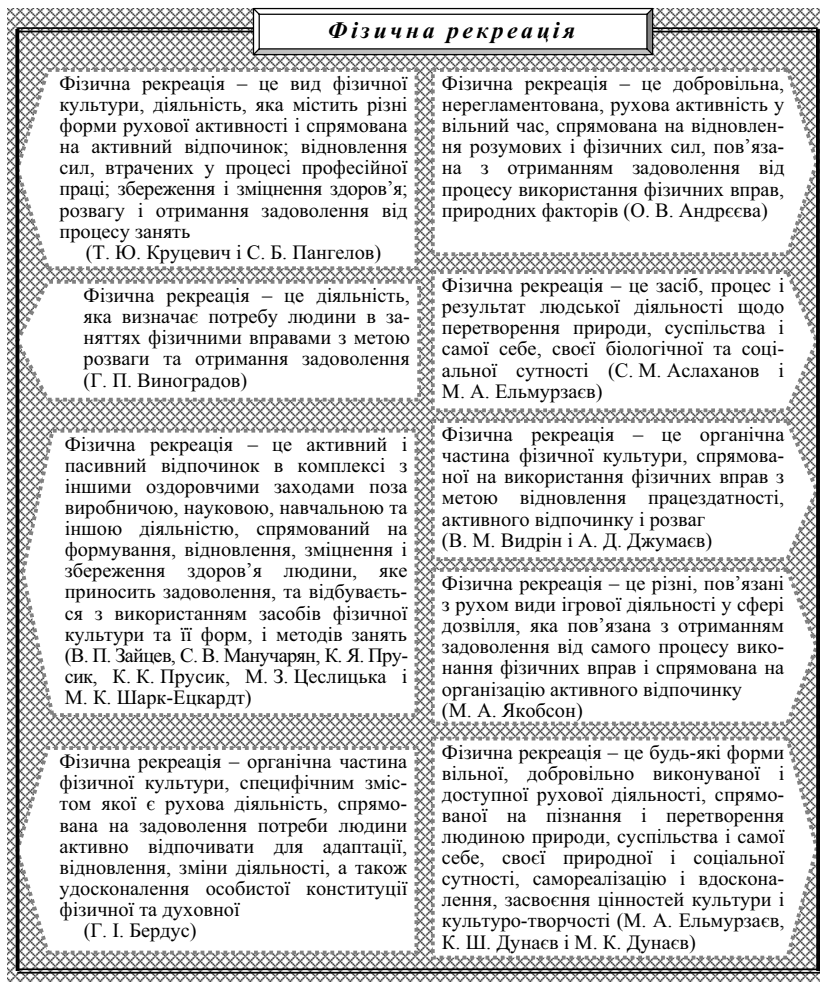 Фізична рекреація
Фізична рекреація – це вид фізичної
культури, діяльність, яка містить різні
форми рухової активності і спрямована
на активний відпочинок; відновлення
сил, втрачених у процесі професійної
праці; збереження і зміцнення здоров’я;
розвагу і отримання задоволення від
процесу занять
(Т. Ю. Круцевич і С. Б. Пангелов)
Фізична рекреація – це діяльність,
яка визначає потребу людини в за-
няттях фізичними вправами з метою
розваги та отримання задоволення
(Г. П. Виноградов)
Фізична рекреація – це активний і
пасивний відпочинок в комплексі з
іншими оздоровчими заходами поза
виробничою, науковою, навчальною та
іншою діяльністю, спрямований на
формування, відновлення, зміцнення і
збереження здоров’я людини, яке
приносить задоволення, та відбуваєть-
ся з використанням засобів фізичної
культури та її форм, і методів занять
(В. П. Зайцев, С. В. Манучарян, К. Я. Пру-
сик, К. К. Прусик, М. З. Цеслицька і
М. К. Шарк-Ецкардт)
Фізична рекреація – органічна частина
фізичної культури, специфічним зміс-
том якої є рухова діяльність, спрямо-
вана на задоволення потреби людини
активно відпочивати для адаптації,
відновлення, зміни діяльності, а також
удосконалення особистої конституції
фізичної та духовної
(Г. І. Бердус)
Фізична рекреація – це добровільна,
нерегламентована, рухова активність у
вільний час, спрямована на відновлен-
ня розумових і фізичних сил, пов’яза-
на з отриманням задоволення від
процесу використання фізичних вправ,
природних факторів (О. В. Андрєєва)
Фізична рекреація – це засіб, процес і
результат людської діяльності щодо
перетворення природи, суспільства і
самої себе, своєї біологічної та соці-
альної сутності (С. М. Аслаханов і
М. А. Ельмурзаєв)
Фізична рекреація – це органічна
частина фізичної культури, спрямова-
ної на використання фізичних вправ з
метою відновлення працездатності,
активного відпочинку і розваг
(В. М. Видрін і А. Д. Джумаєв)
Фізична рекреація – це різні, пов’язані
з рухом види ігрової діяльності у сфері
дозвілля, яка пов’язана з отриманням
задоволення від самого процесу вико-
нання фізичних вправ і спрямована на
організацію активного відпочинку
(М. А. Якобсон)
Фізична рекреація – це будь-які форми
вільної, добровільно виконуваної і
доступної рухової діяльності, спрямо-
ваної на пізнання і перетворення
людиною природи, суспільства і самої
себе, своєї природної і соціальної
сутності, самореалізацію і вдоскона-
лення, засвоєння цінностей культури і
культуро-творчості (М. А. Ельмурзаєв,
К. Ш. Дунаєв і М. К. Дунаєв)